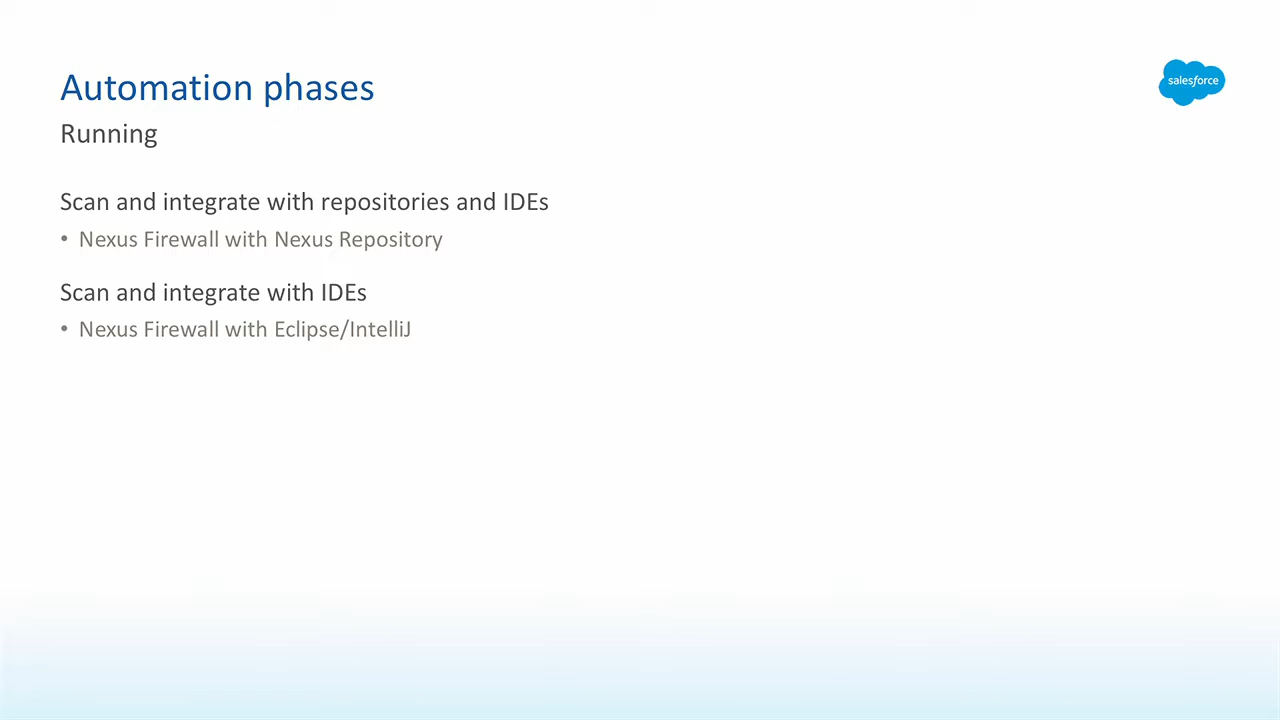 Automation phases
salesforce
Running
Scan and integrate with repositories and IDEs
• Nexus Firewall with Nexus Repository
Scan and integrate with IDEs
• Nexus Firewall with Eclipse/IntelliJ